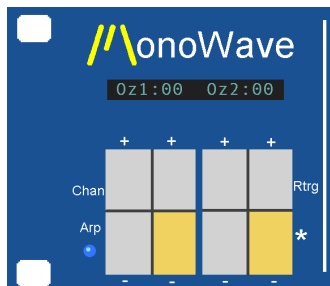 MonoWave
Oz1:00 Oz2:00
+ + + +
Chan Rtrg
Arp *
- - - -